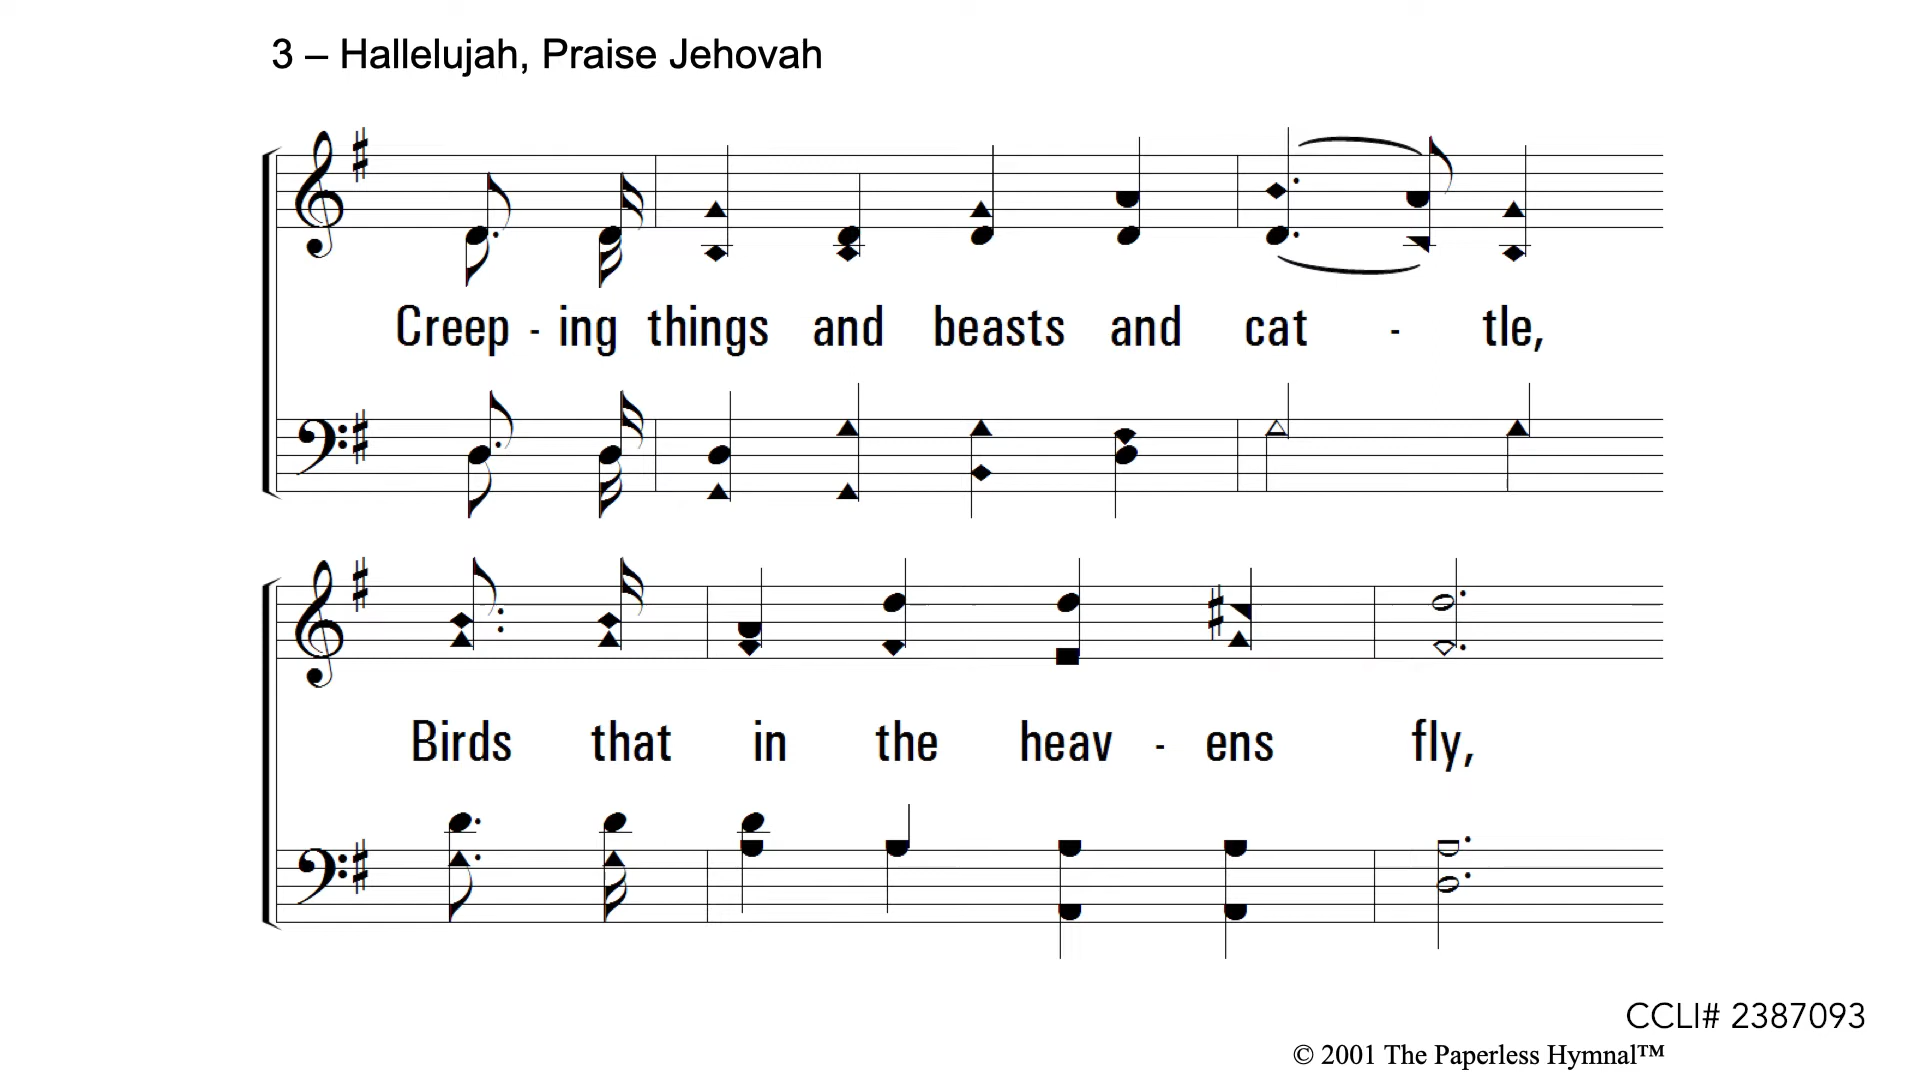 3 – Hallelujah, Praise Jehovah
Creep - ing things and beasts and cat - tle,
Birds that in the heav - ens fly,
CCLI# 2387093
© 2001 The Paperless Hymnal™